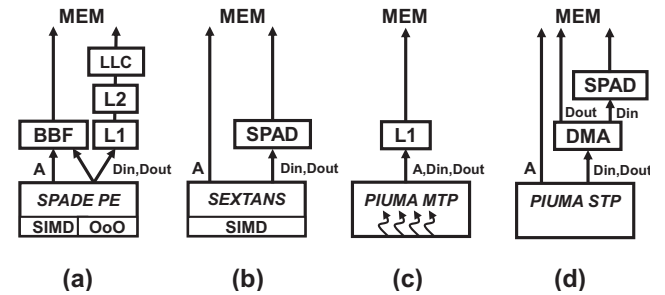 MEM
LLC
L2
BBF
L1
A
Din,Dout
SPADE PE
SIMD
OoO
(a)
MEM
SPAD
A
Din,Dout
SEXTANS
SIMD
(b)
MEM
L1
A,Din,Dout
PIUMA MTP
(c)
MEM
SPAD
Dout
Din
DMA
A
Din,Dout
PIUMA STP
(d)